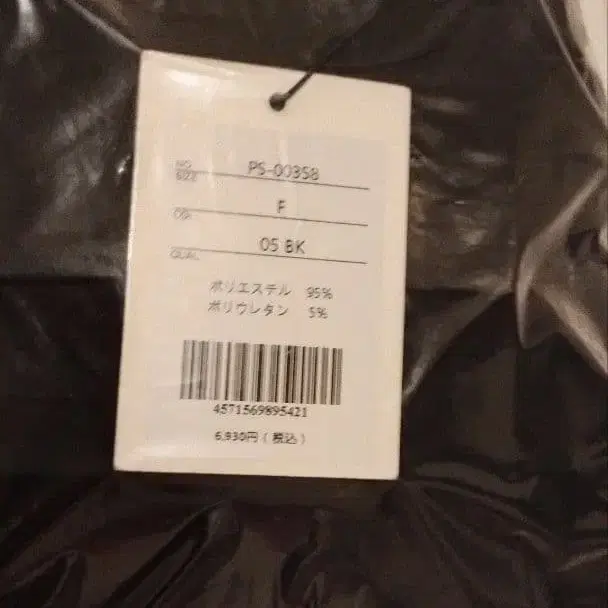 NO. PS-00358
SIZE F
COL. 05 BK
QUAL.
ポリエステル 95%
ポリウレタン 5%
4571569895421
6,930円(税込)